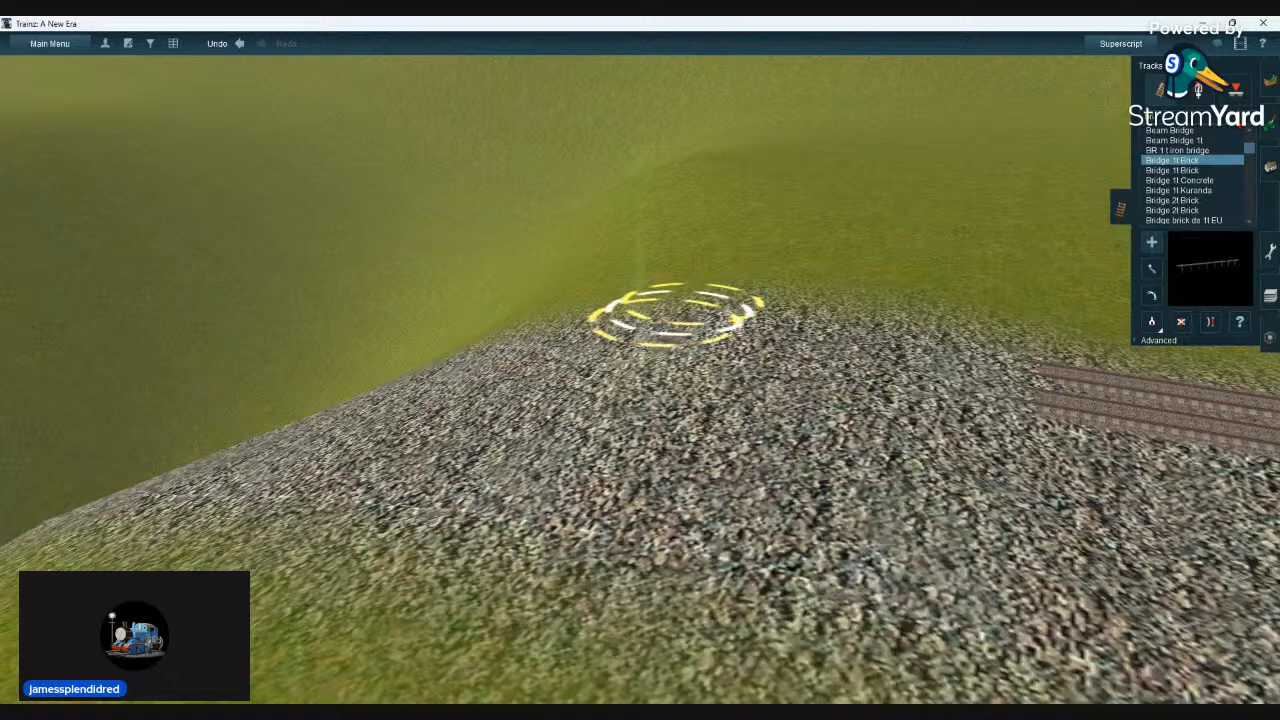 Trainz: A New Era
Powered by
Main Menu
Undo
Redo
Superscript
Tracks
S
StreamYard
Beam Bridge
Beam Bridge 1t
BR 1 t iron bridge
Bridge 1t Brick
Bridge 1t Brick
Bridge 1t Concrete
Bridge 1t Kuranda
Bridge 2t Brick
Bridge 2t Brick
Bridge brick de 1t EU
?
?
Advanced
jamessplendidred